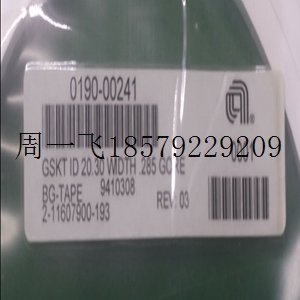 0190-00241
周一飞18579229209
GSKT ID 20.30 WDTH .285 GORE
BG-TAPE 9410308
2-11607900-193 REV: 03